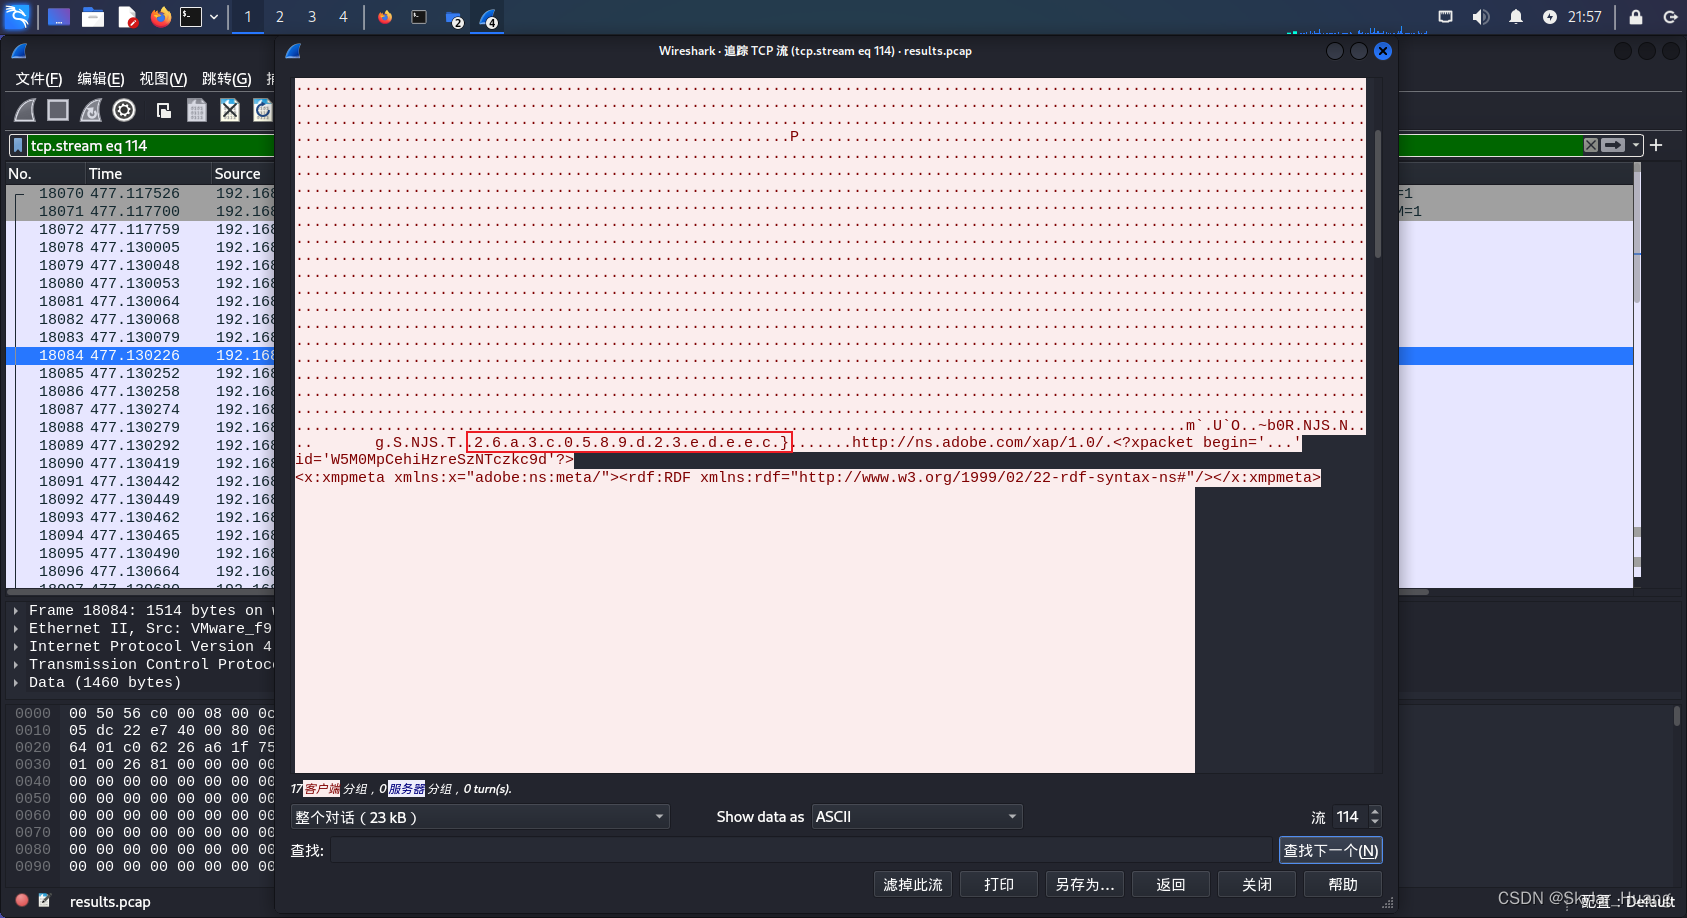 1 2 3 4 2 4 21:57
Wireshark · 追踪 TCP 流 (tcp.stream eq 114) · results.pcap
文件(F) 编辑(E) 视图(V) 跳转(G)
tcp.stream eq 114
No. Time Source
18070 477.117526 192.168
18071 477.117700 192.168
18072 477.117759 192.168
18078 477.130005 192.168
18079 477.130048 192.168
18080 477.130053 192.168
18081 477.130064 192.168
18082 477.130068 192.168
18083 477.130079 192.168
18084 477.130226 192.168
18085 477.130252 192.168
18086 477.130258 192.168
18087 477.130274 192.168
18088 477.130279 192.168
18089 477.130292 192.168
18090 477.130419 192.168
18091 477.130442 192.168
18092 477.130449 192.168
18093 477.130462 192.168
18094 477.130465 192.168
18095 477.130490 192.168
18096 477.130664 192.168
=1
M=1
.P
m`.U`O..~b0R.NJS.N..
.. g.S.NJS.T..2.6.a.3.c.0.5.8.9.d.2.3.e.d.e.e.c.}.......http://ns.adobe.com/xap/1.0/.<?xpacket begin='...'
id='W5M0MpCehiHzreSzNTczkc9d'?>
<x:xmpmeta xmlns:x="adobe:ns:meta/"><rdf:RDF xmlns:rdf="http://www.w3.org/1999/02/22-rdf-syntax-ns#"/></x:xmpmeta>
Frame 18084: 1514 bytes on w
Ethernet II, Src: VMware_f9
Internet Protocol Version 4
Transmission Control Protoco
Data (1460 bytes)
0000 00 50 56 c0 00 08 00 0c
0010 05 dc 22 e7 40 00 80 06
0020 64 01 c0 62 26 a6 1f 75
0030 01 00 26 81 00 00 00 00
0040 00 00 00 00 00 00 00 00
0050 00 00 00 00 00 00 00 00
0060 00 00 00 00 00 00 00 00
0070 00 00 00 00 00 00 00 00
0080 00 00 00 00 00 00 00 00
0090 00 00 00 00 00 00 00 00
17 客户端 分组，0 服务器 分组，0 turn(s).
整个对话（23 kB） Show data as ASCII 流 114
查找: 查找下一个(N)
滤掉此流 打印 另存为… 返回 关闭 帮助
results.pcap
配置: Default